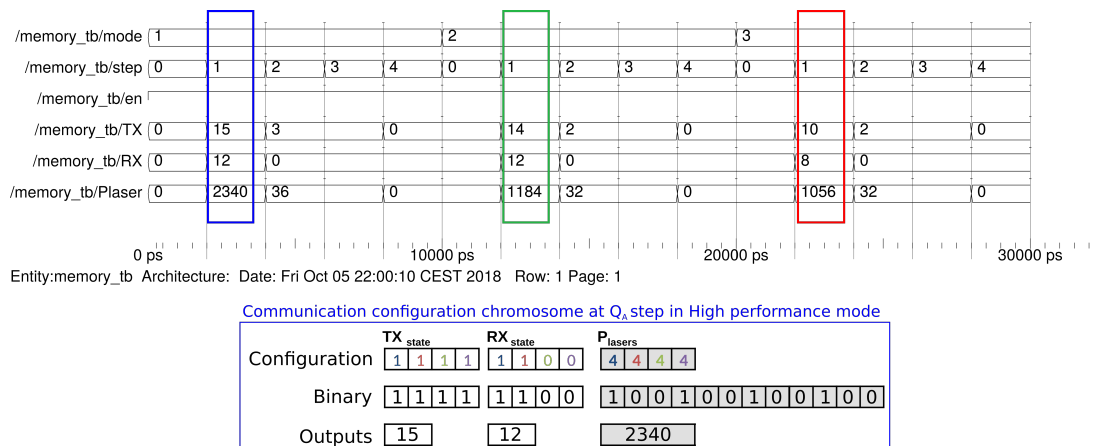 /memory_tb/mode 1 2 3
/memory_tb/step 0 1 2 3 4 0 1 2 3 4 0 1 2 3 4
/memory_tb/en
/memory_tb/TX 0 15 3 0 14 2 0 10 2 0
/memory_tb/RX 0 12 0 12 0 8 0
/memory_tb/Plaser 0 2340 36 0 1184 32 0 1056 32 0
0 ps 10000 ps 20000 ps 30000 ps
Entity:memory_tb Architecture: Date: Fri Oct 05 22:00:10 CEST 2018 Row: 1 Page: 1
Communication configuration chromosome at QA step in High performance mode
TX state RX state Plasers
Configuration 1 1 1 1 1 1 0 0 4 4 4 4
Binary 1 1 1 1 1 1 0 0 1 0 0 1 0 0 1 0 0 1 0 0
Outputs 15 12 2340